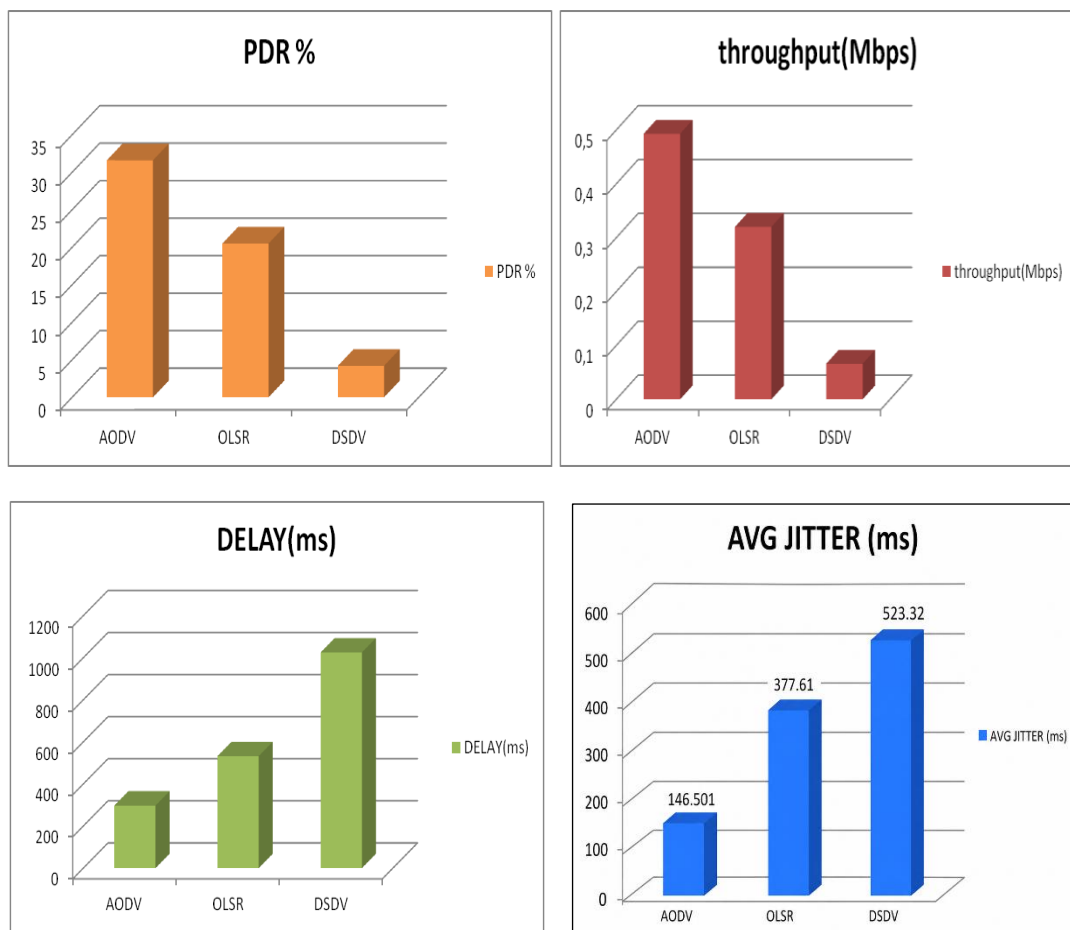 PDR %
35
30
25
20
15
10
5
0
AODV OLSR DSDV
PDR %
throughput(Mbps)
0,5
0,4
0,3
0,2
0,1
0
AODV OLSR DSDV
throughput(Mbps)
DELAY(ms)
1200
1000
800
600
400
200
0
AODV OLSR DSDV
DELAY(ms)
AVG JITTER (ms)
600
500
400
300
200
100
0
146.501
377.61
523.32
AODV OLSR DSDV
AVG JITTER (ms)